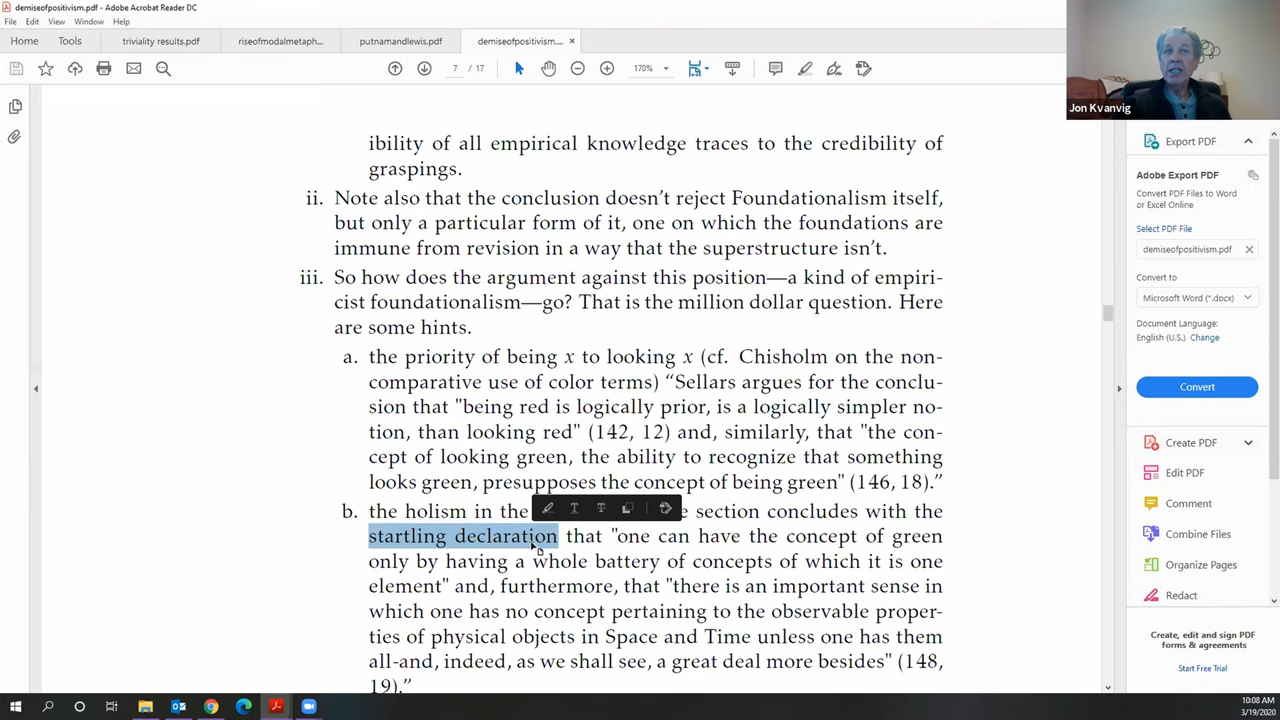 demiseofpositivism.pdf - Adobe Acrobat Reader DC
File Edit View Window Help
Home Tools triviality results.pdf riseofmodalmetaph... putnamandlewis.pdf demiseofpositivism.... ×
7 / 17 170%
Jon Kvanvig
ibility of all empirical knowledge traces to the credibility of
graspings.
ii. Note also that the conclusion doesn't reject Foundationalism itself,
but only a particular form of it, one on which the foundations are
immune from revision in a way that the superstructure isn't.
iii. So how does the argument against this position—a kind of empiri-
cist foundationalism—go? That is the million dollar question. Here
are some hints.
a. the priority of being x to looking x (cf. Chisholm on the non-
comparative use of color terms) “Sellars argues for the conclu-
sion that "being red is logically prior, is a logically simpler no-
tion, than looking red" (142, 12) and, similarly, that "the con-
cept of looking green, the ability to recognize that something
looks green, presupposes the concept of being green" (146, 18).”
b. the holism in the section concludes with the
startling declaration that "one can have the concept of green
only by having a whole battery of concepts of which it is one
element" and, furthermore, that "there is an important sense in
which one has no concept pertaining to the observable proper-
ties of physical objects in Space and Time unless one has them
all-and, indeed, as we shall see, a great deal more besides" (148,
19).”
Export PDF
Adobe Export PDF
Convert PDF Files to Word
or Excel Online
Select PDF File
demiseofpositivism.pdf
Convert to
Microsoft Word (*.docx)
Document Language:
English (U.S.) Change
Convert
Create PDF
Edit PDF
Comment
Combine Files
Organize Pages
Redact
Create, edit and sign PDF
forms & agreements
Start Free Trial
10:08 AM
3/19/2020